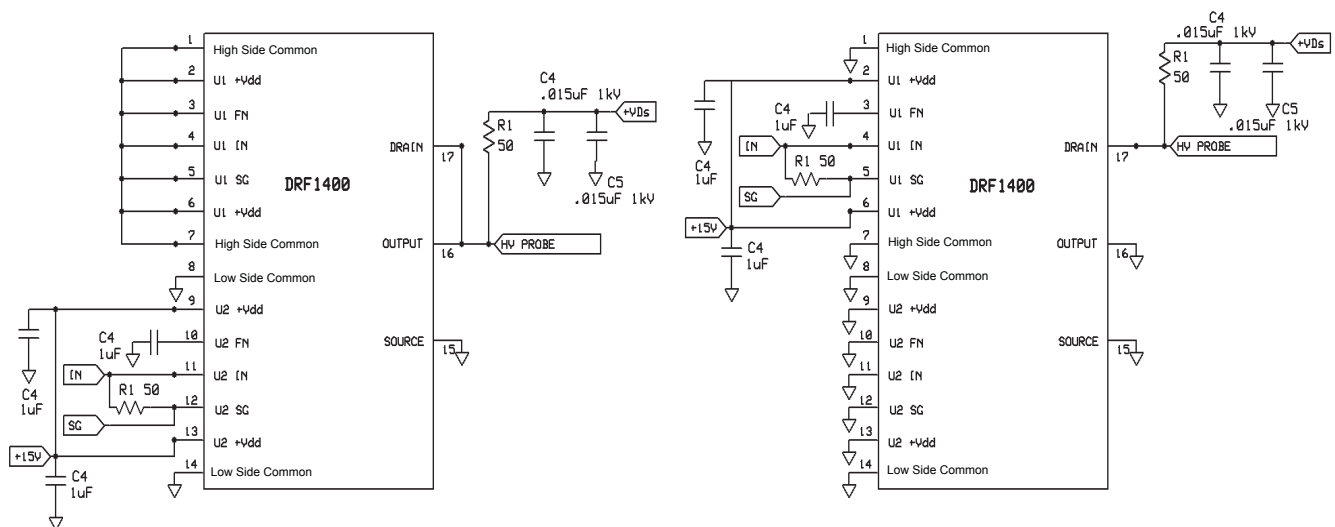 1 High Side Common
2 U1 +Vdd
3 U1 FN
4 U1 IN
5 U1 SG
6 U1 +Vdd
7 High Side Common
8 Low Side Common
9 U2 +Vdd
10 U2 FN
11 U2 IN
12 U2 SG
13 U2 +Vdd
14 Low Side Common
DRF1400
DRAIN
17
OUTPUT
16
SOURCE
15
C4
.015uF 1kV
+VDs
R1
50
C5
.015uF 1kV
HV PROBE
C4
1uF
IN
R1 50
SG
C4
1uF
+15V
C4
1uF
1 High Side Common
2 U1 +Vdd
3 U1 FN
4 U1 IN
5 U1 SG
6 U1 +Vdd
7 High Side Common
8 Low Side Common
9 U2 +Vdd
10 U2 FN
11 U2 IN
12 U2 SG
13 U2 +Vdd
14 Low Side Common
DRF1400
DRAIN
17
OUTPUT
16
SOURCE
15
C4
.015uF 1kV
+VDs
R1
50
C5
.015uF 1kV
HV PROBE
C4
1uF
IN
R1 50
C4
1uF
SG
+15V
C4
1uF